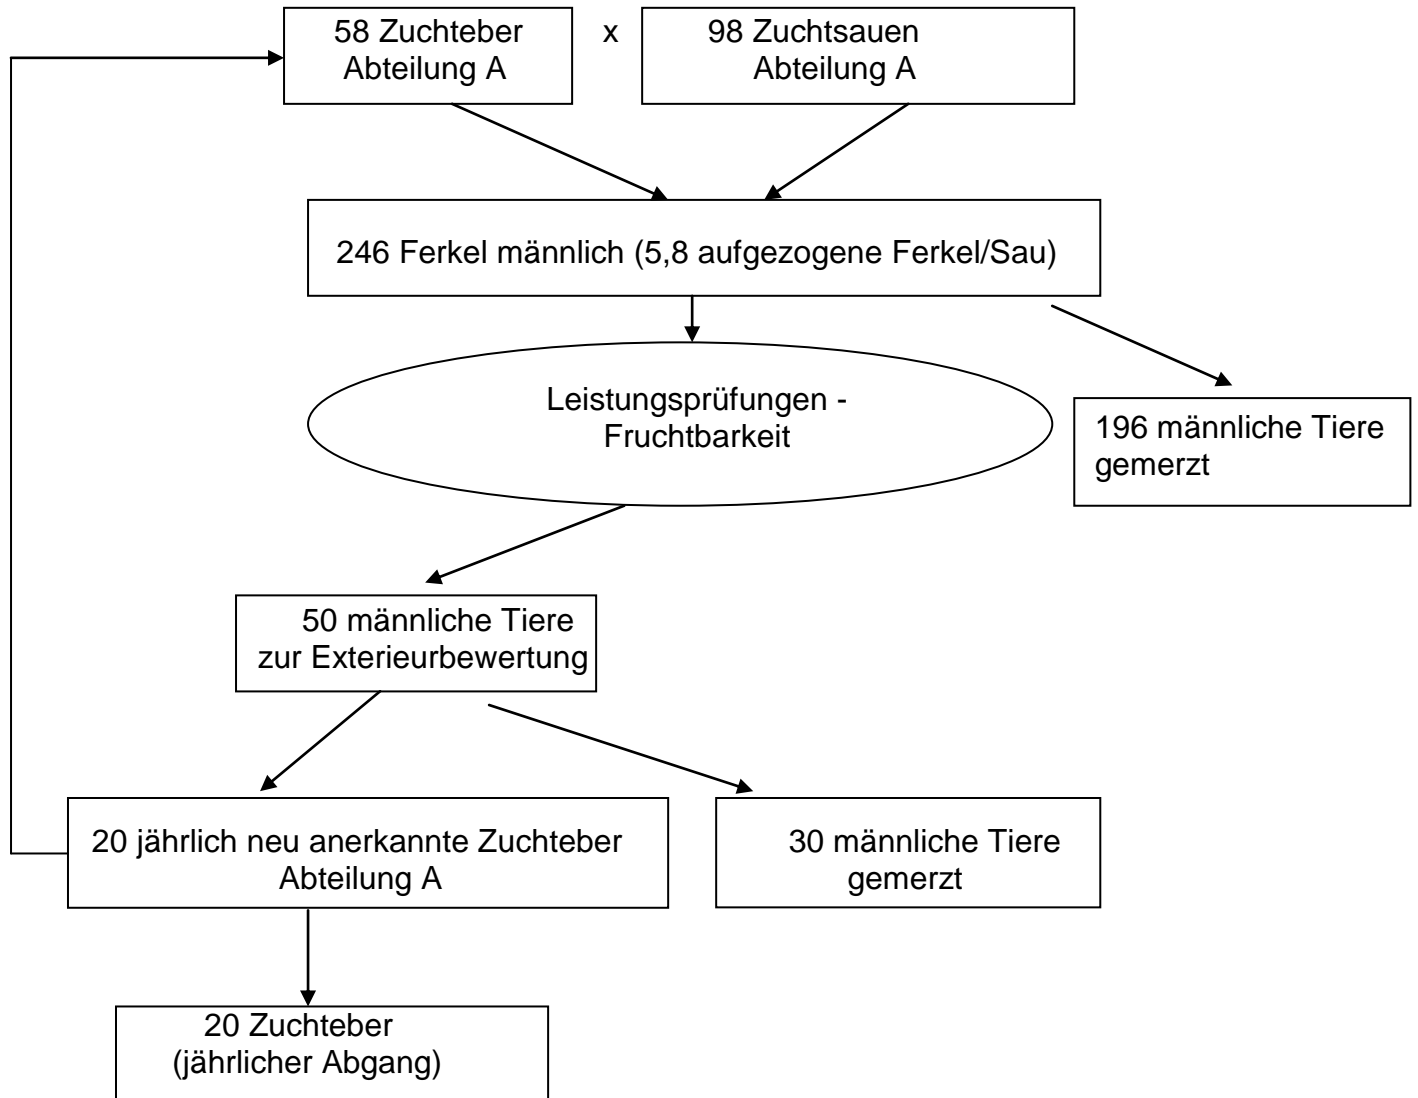 58 Zuchteber
Abteilung A
x
98 Zuchtsauen
Abteilung A
246 Ferkel männlich (5,8 aufgezogene Ferkel/Sau)
Leistungsprüfungen -
Fruchtbarkeit
196 männliche Tiere
gemerzt
50 männliche Tiere
zur Exterieurbewertung
20 jährlich neu anerkannte Zuchteber
Abteilung A
30 männliche Tiere
gemerzt
20 Zuchteber
(jährlicher Abgang)